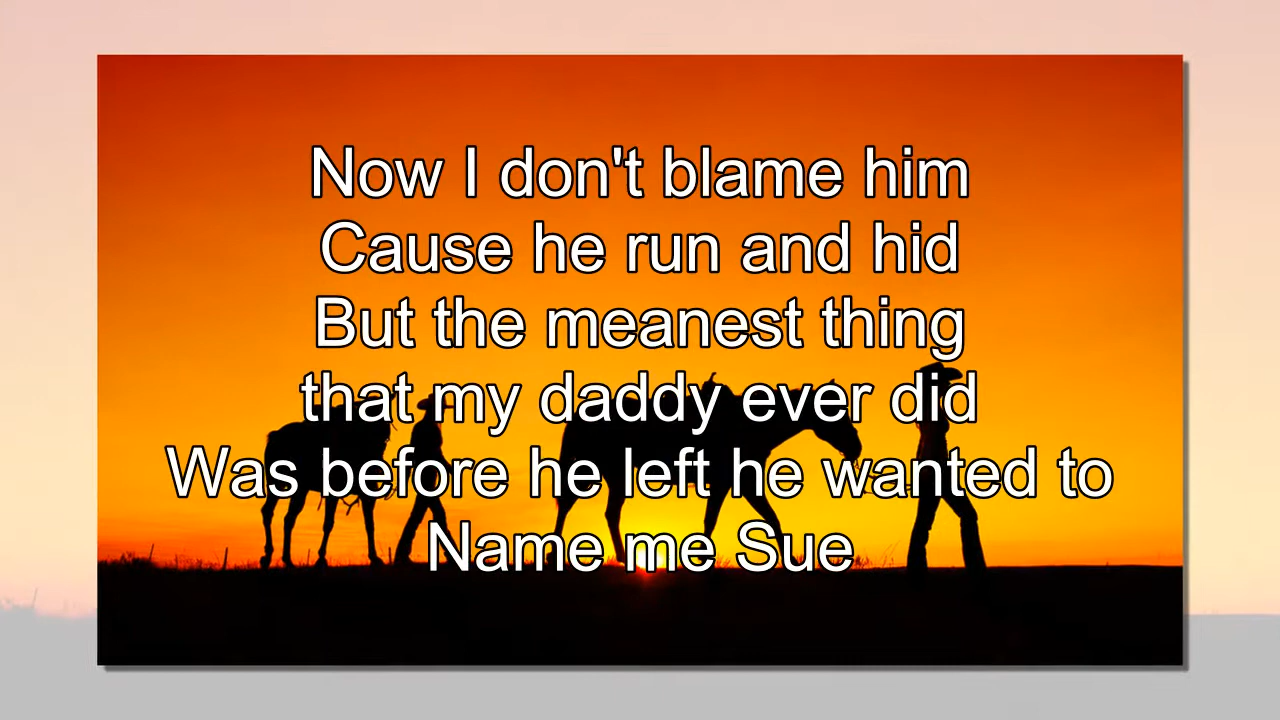 Now I don't blame him
Cause he run and hid
But the meanest thing
that my daddy ever did
Was before he left he wanted to
Name me Sue